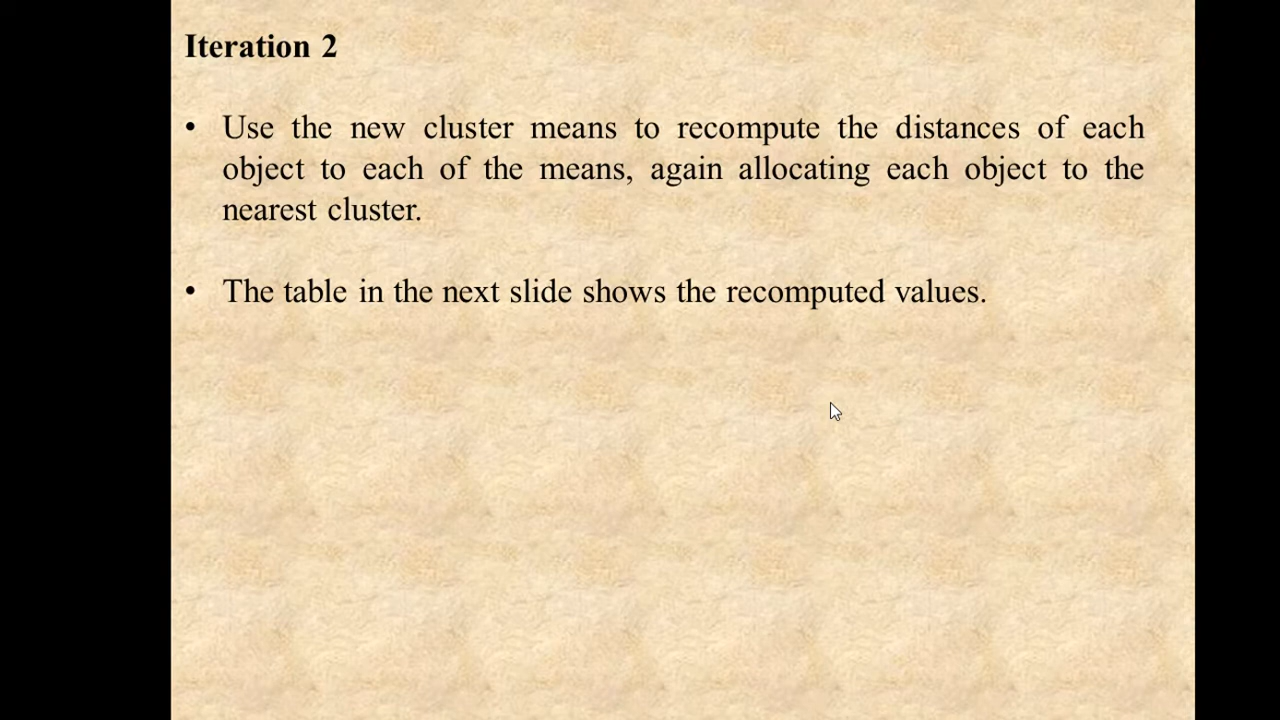 Iteration 2
• Use the new cluster means to recompute the distances of each
object to each of the means, again allocating each object to the
nearest cluster.
• The table in the next slide shows the recomputed values.